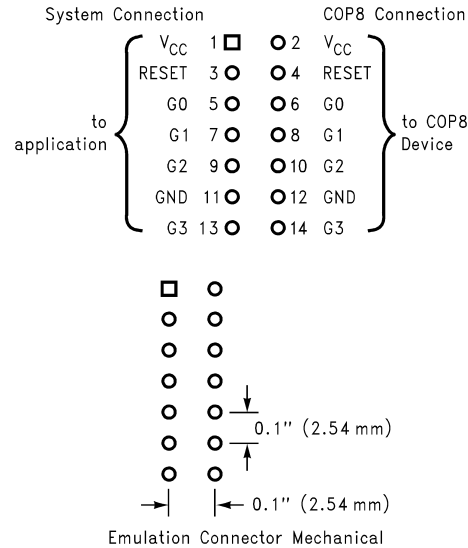 System Connection COP8 Connection
VCC 1 2 VCC
RESET 3 4 RESET
G0 5 6 G0
to application
G1 7 8 G1
to COP8 Device
G2 9 10 G2
GND 11 12 GND
G3 13 14 G3
0.1" (2.54 mm)
0.1" (2.54 mm)
Emulation Connector Mechanical